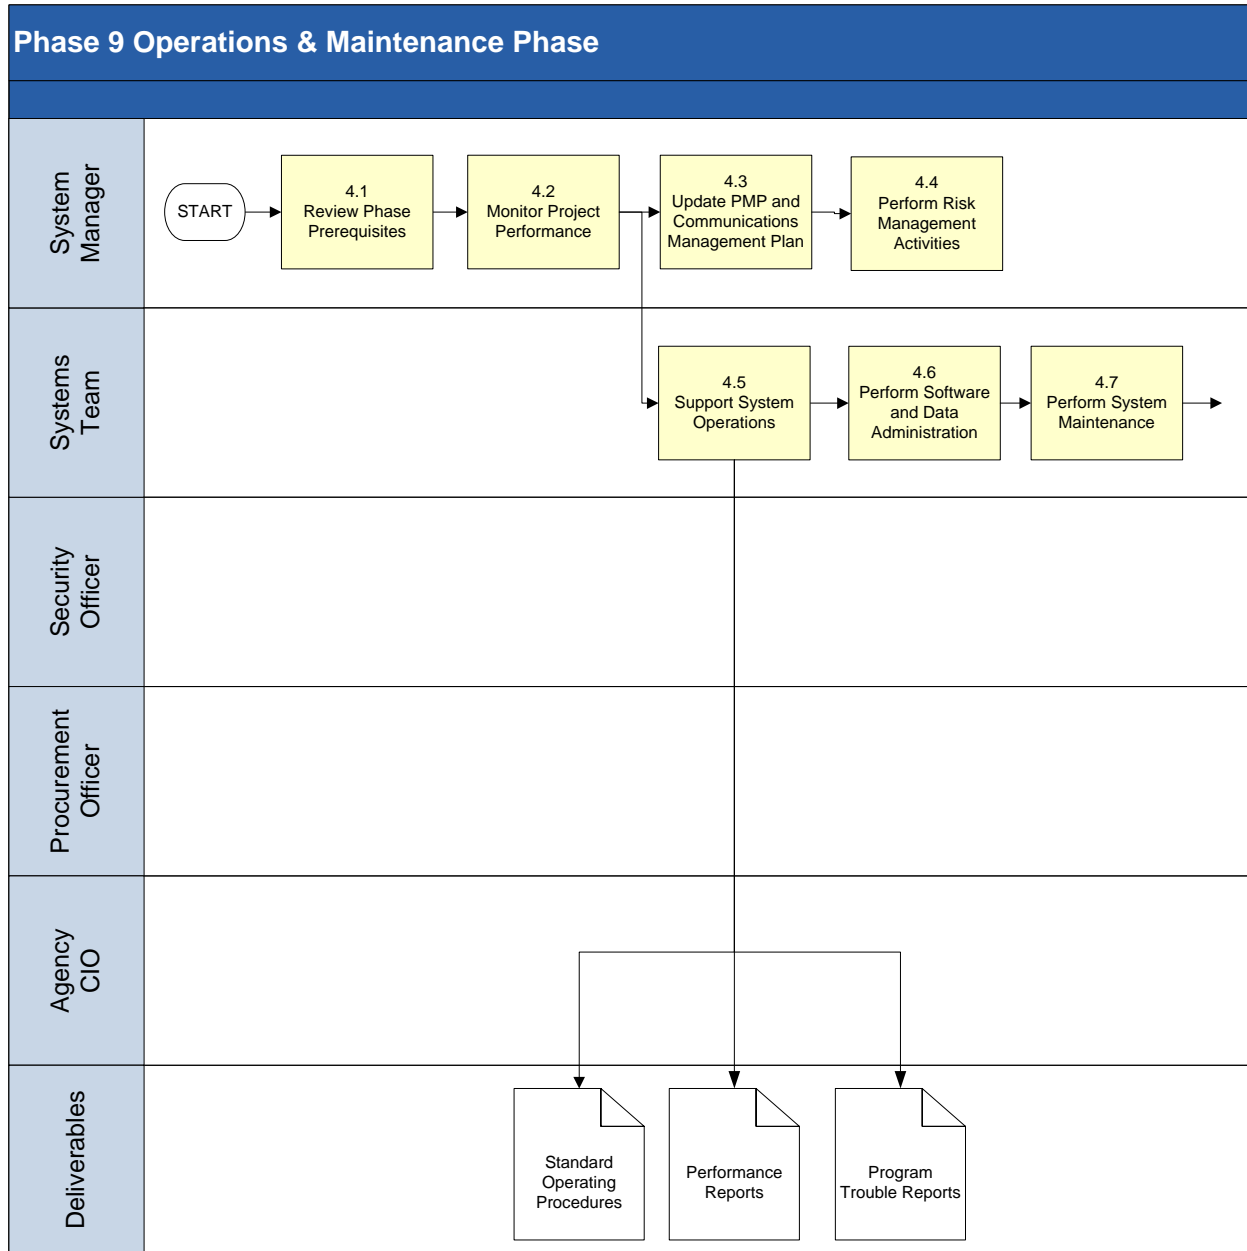 Phase 9 Operations & Maintenance Phase
System
Manager
START
4.1
Review Phase
Prerequisites
4.2
Monitor Project
Performance
4.3
Update PMP and
Communications
Management Plan
4.4
Perform Risk
Management
Activities
Systems
Team
4.5
Support System
Operations
4.6
Perform Software
and Data
Administration
4.7
Perform System
Maintenance
Security
Officer
Procurement
Officer
Agency
CIO
Deliverables
Standard
Operating
Procedures
Performance
Reports
Program
Trouble Reports